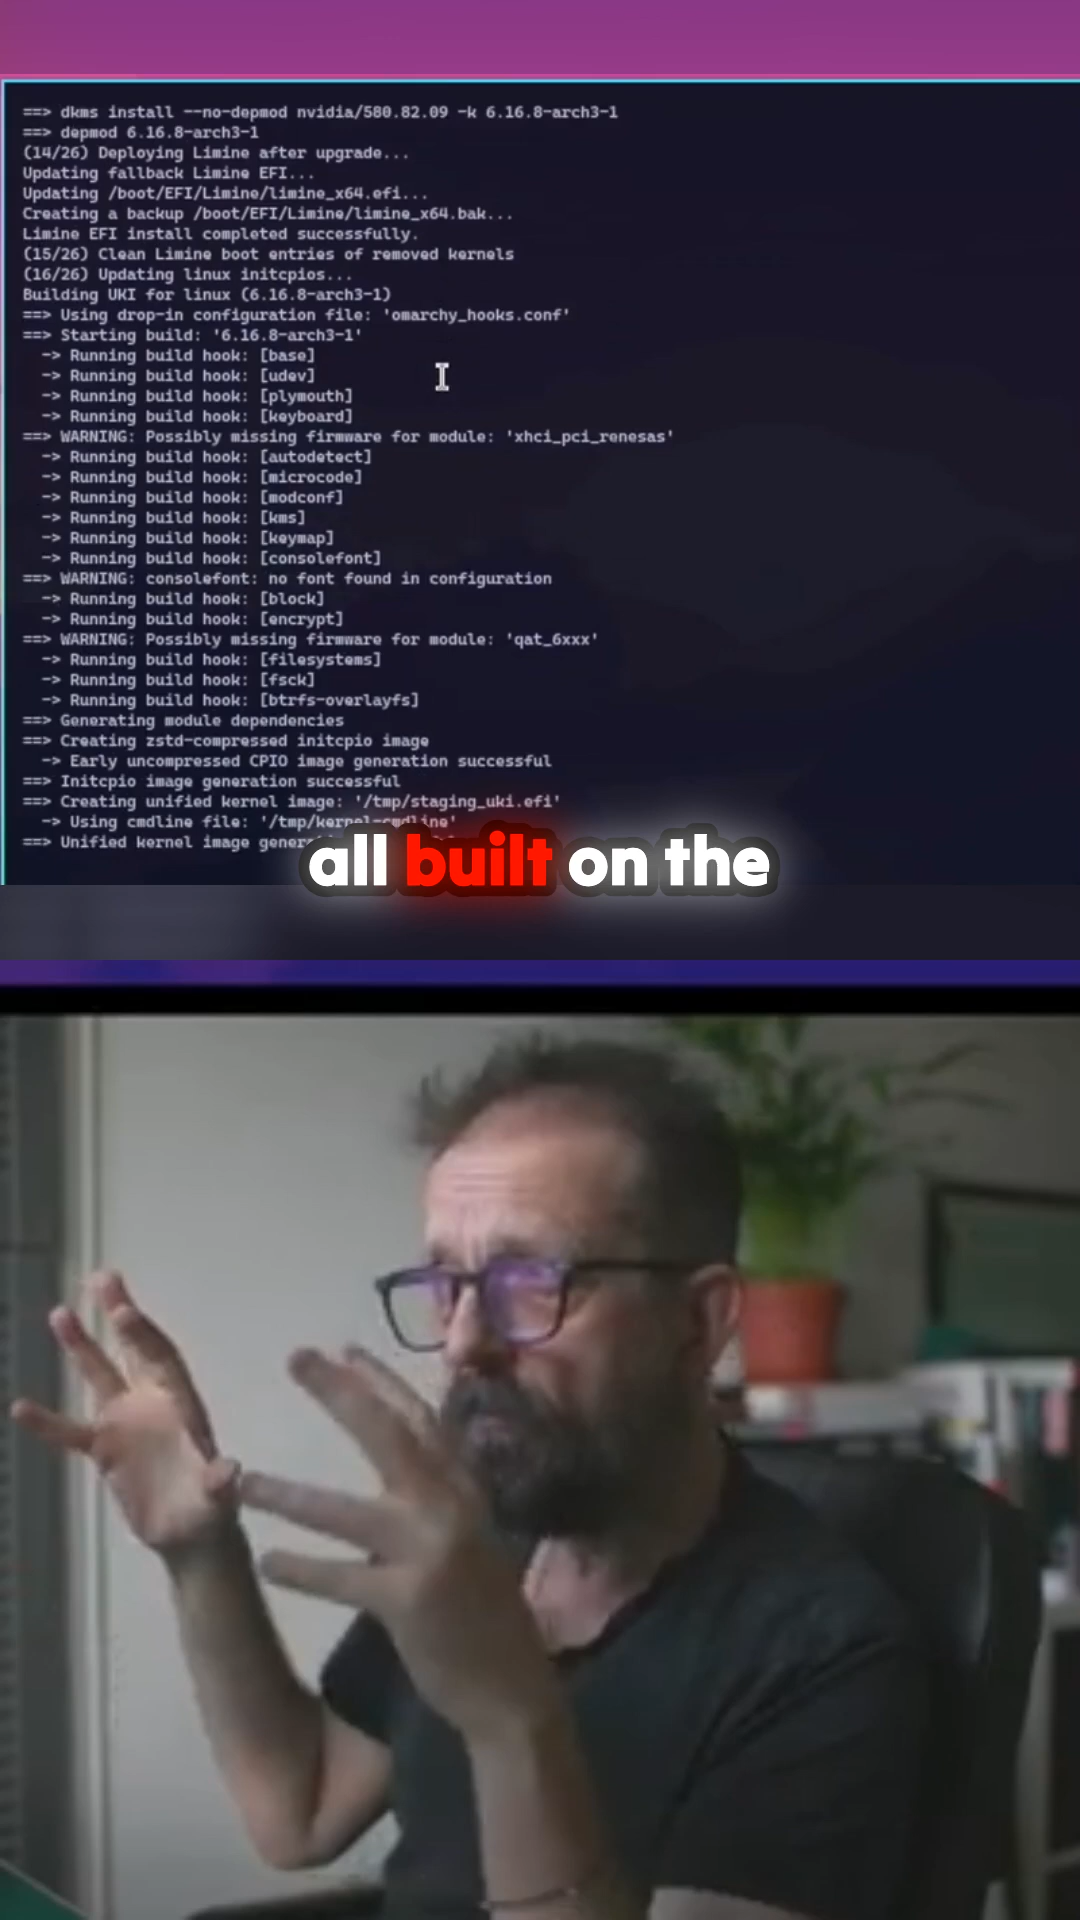 ==> dkms install --no-depmod nvidia/580.82.09 -k 6.16.8-arch3-1
==> depmod 6.16.8-arch3-1
(14/26) Deploying Limine after upgrade...
Updating fallback Limine EFI...
Updating /boot/EFI/Limine/limine_x64.efi...
Creating a backup /boot/EFI/Limine/limine_x64.bak...
Limine EFI install completed successfully.
(15/26) Clean Limine boot entries of removed kernels
(16/26) Updating linux initcpios...
Building UKI for linux (6.16.8-arch3-1)
==> Using drop-in configuration file: 'omarchy_hooks.conf'
==> Starting build: '6.16.8-arch3-1'
-> Running build hook: [base]
-> Running build hook: [udev]
-> Running build hook: [plymouth]
-> Running build hook: [keyboard]
==> WARNING: Possibly missing firmware for module: 'xhci_pci_renesas'
-> Running build hook: [autodetect]
-> Running build hook: [microcode]
-> Running build hook: [modconf]
-> Running build hook: [kms]
-> Running build hook: [keymap]
-> Running build hook: [consolefont]
==> WARNING: consolefont: no font found in configuration
-> Running build hook: [block]
-> Running build hook: [encrypt]
==> WARNING: Possibly missing firmware for module: 'qat_6xxx'
-> Running build hook: [filesystems]
-> Running build hook: [fsck]
-> Running build hook: [btrfs-overlayfs]
==> Generating module dependencies
==> Creating zstd-compressed initcpio image
-> Early uncompressed CPIO image generation successful
==> Initcpio image generation successful
==> Creating unified kernel image: '/tmp/staging_uki.efi'
-> Using cmdline file: '/tmp/kernel-cmdline'
==> Unified kernel image
all built on the